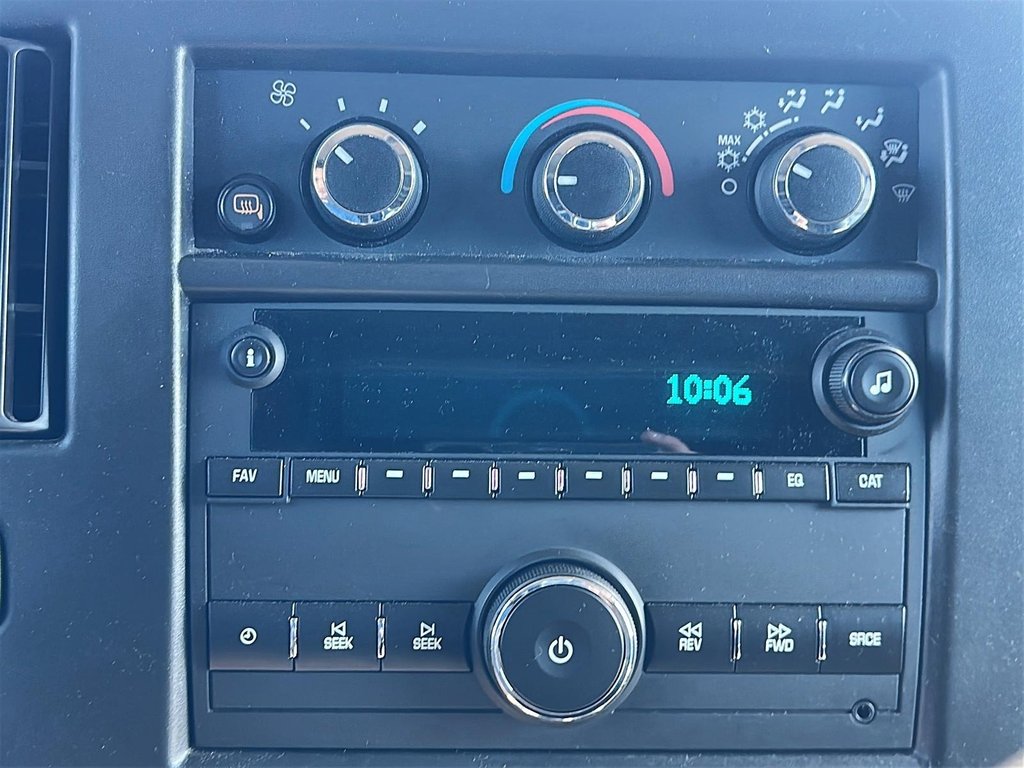 MAX
i
10:06
FAV MENU EQ CAT
SEEK SEEK REV FWD SRCE